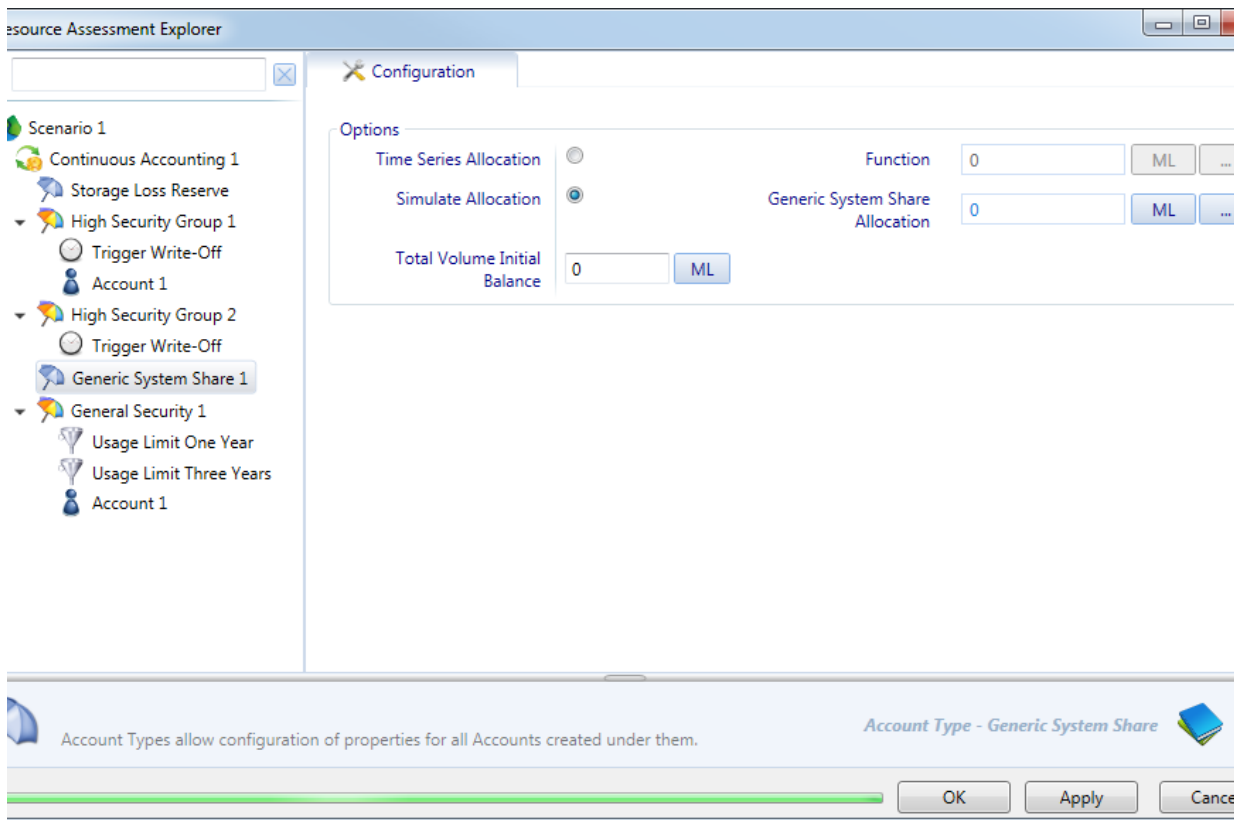 esource Assessment Explorer
Configuration
Scenario 1
Continuous Accounting 1
Storage Loss Reserve
High Security Group 1
Trigger Write-Off
Account 1
High Security Group 2
Trigger Write-Off
Generic System Share 1
General Security 1
Usage Limit One Year
Usage Limit Three Years
Account 1
Options
Time Series Allocation
Function 0 ML ...
Simulate Allocation
Generic System Share
Allocation
0 ML ...
Total Volume Initial
Balance
0 ML
Account Types allow configuration of properties for all Accounts created under them.
Account Type - Generic System Share
OK Apply Cance